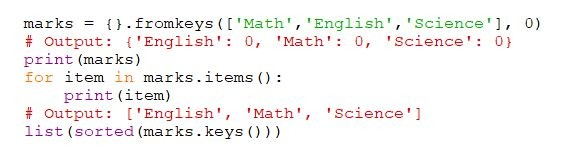 marks = {}.fromkeys(['Math','English','Science'], 0)
# Output: {'English': 0, 'Math': 0, 'Science': 0}
print(marks)
for item in marks.items():
    print(item)
# Output: ['English', 'Math', 'Science']
list(sorted(marks.keys()))